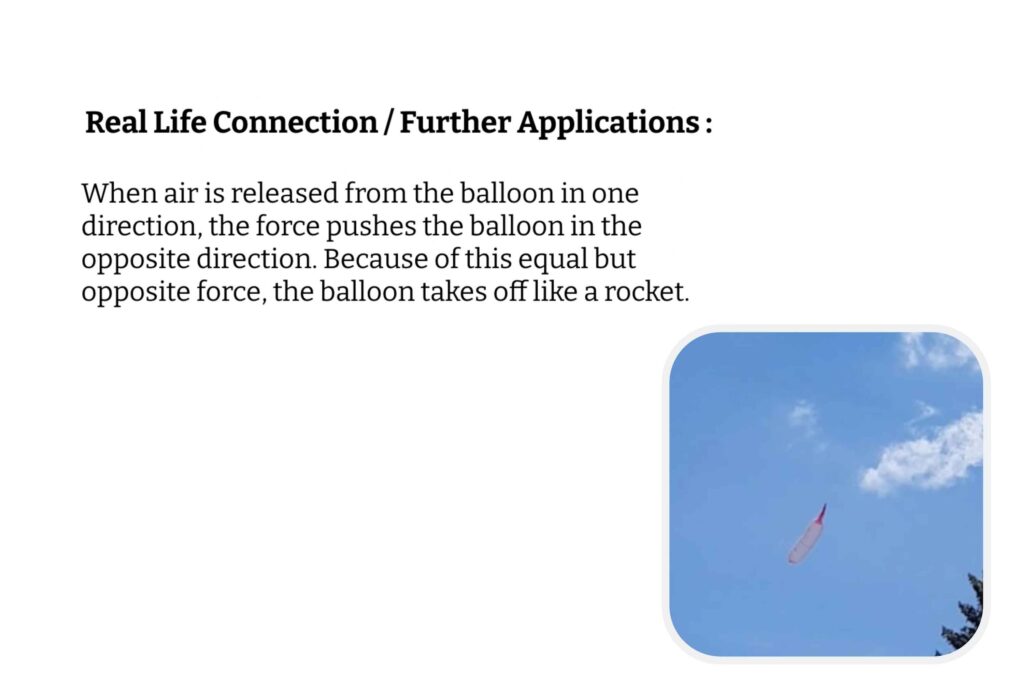 Real Life Connection / Further Applications :
When air is released from the balloon in one
direction, the force pushes the balloon in the
opposite direction. Because of this equal but
opposite force, the balloon takes off like a rocket.